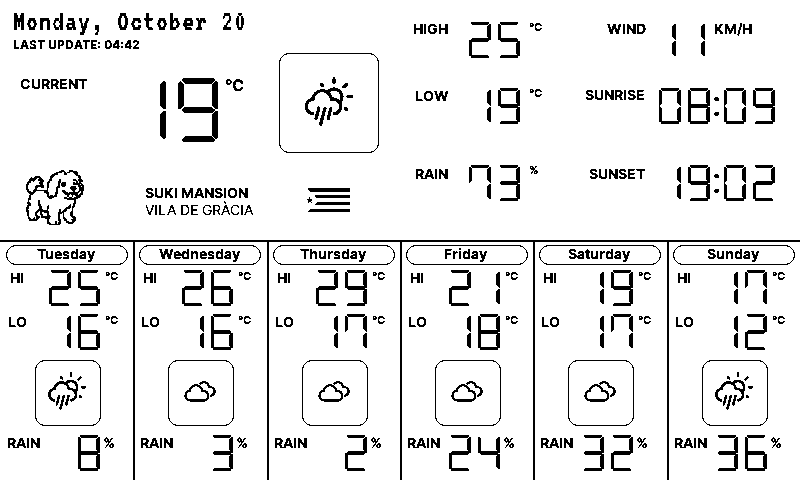 Monday, October 20
LAST UPDATE: 04:42
CURRENT 19 °C
SUKI MANSION
VILA DE GRÀCIA
HIGH 25 °C
LOW 19 °C
RAIN 73 %
WIND 11 KM/H
SUNRISE 08:09
SUNSET 19:02
Tuesday
HI 25 °C
LO 16 °C
RAIN 8 %
Wednesday
HI 26 °C
LO 16 °C
RAIN 3 %
Thursday
HI 29 °C
LO 17 °C
RAIN 2 %
Friday
HI 21 °C
LO 18 °C
RAIN 24 %
Saturday
HI 19 °C
LO 17 °C
RAIN 32 %
Sunday
HI 17 °C
LO 12 °C
RAIN 36 %